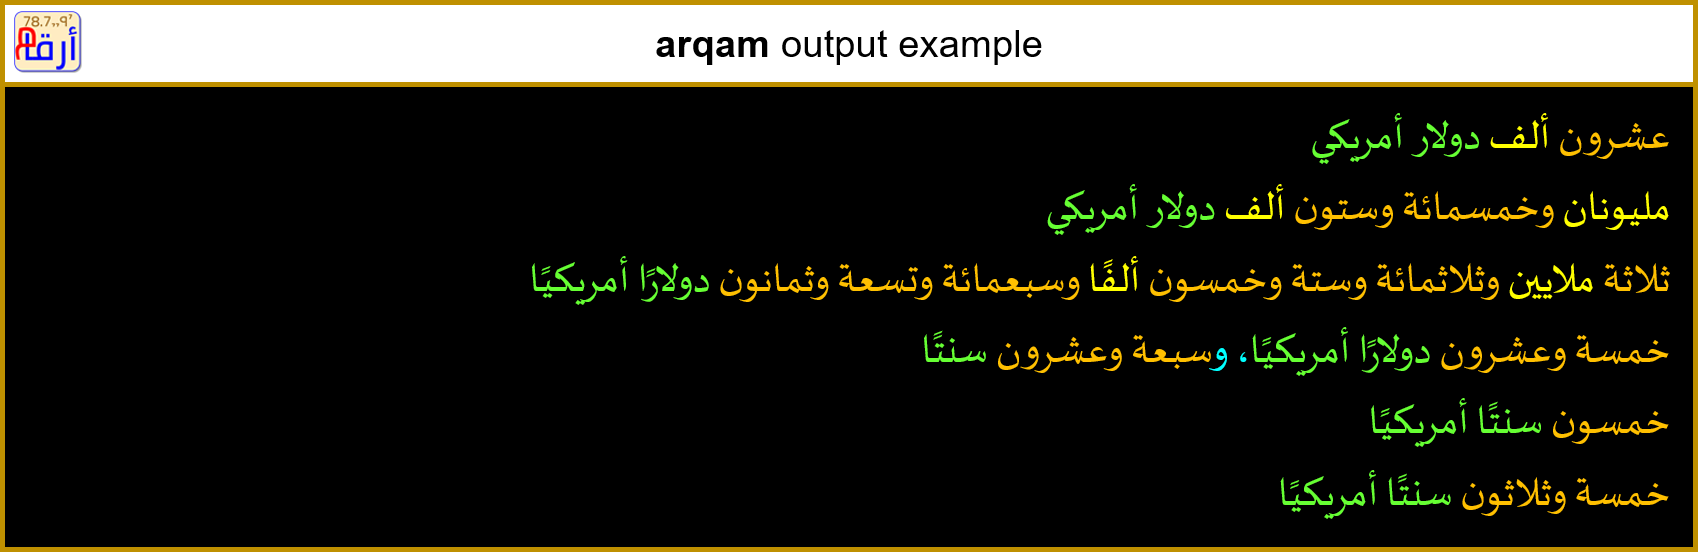 78.7,,٩٢
أرقام
arqam output example
عشرون ألف دولار أمريكي
مليونان وخمسمائة وستون ألف دولار أمريكي
ثلاثة ملايين وثلاثمائة وستة وخمسون ألفًا وسبعمائة وتسعة وثمانون دولارًا أمريكيًا
خمسة وعشرون دولارًا أمريكيًا، وسبعة وعشرون سنتًا
خمسون سنتًا أمريكيًا
خمسة وثلاثون سنتًا أمريكيًا